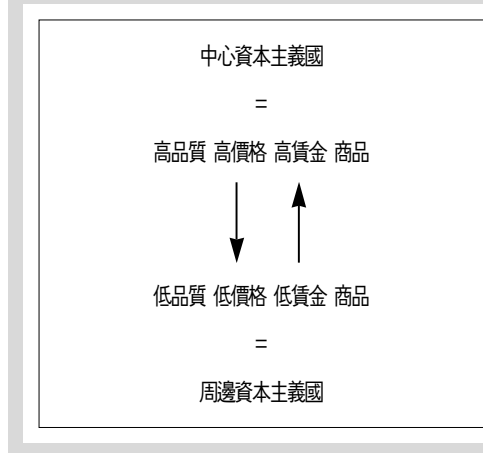 中心資本主義國
=
高品質 高價格 高賃金 商品
低品質 低價格 低賃金 商品
=
周邊資本主義國